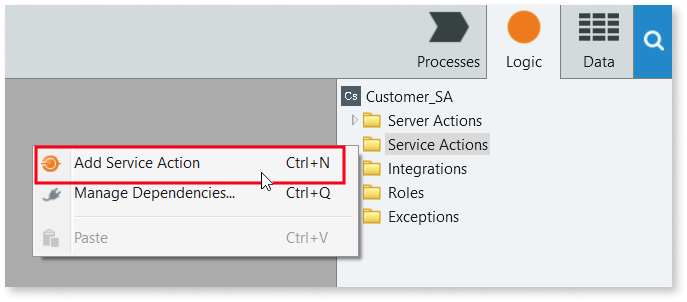 Processes
Logic
Data
Cs Customer_SA
Server Actions
Service Actions
Integrations
Roles
Exceptions
Add Service Action Ctrl+N
Manage Dependencies... Ctrl+Q
Paste Ctrl+V